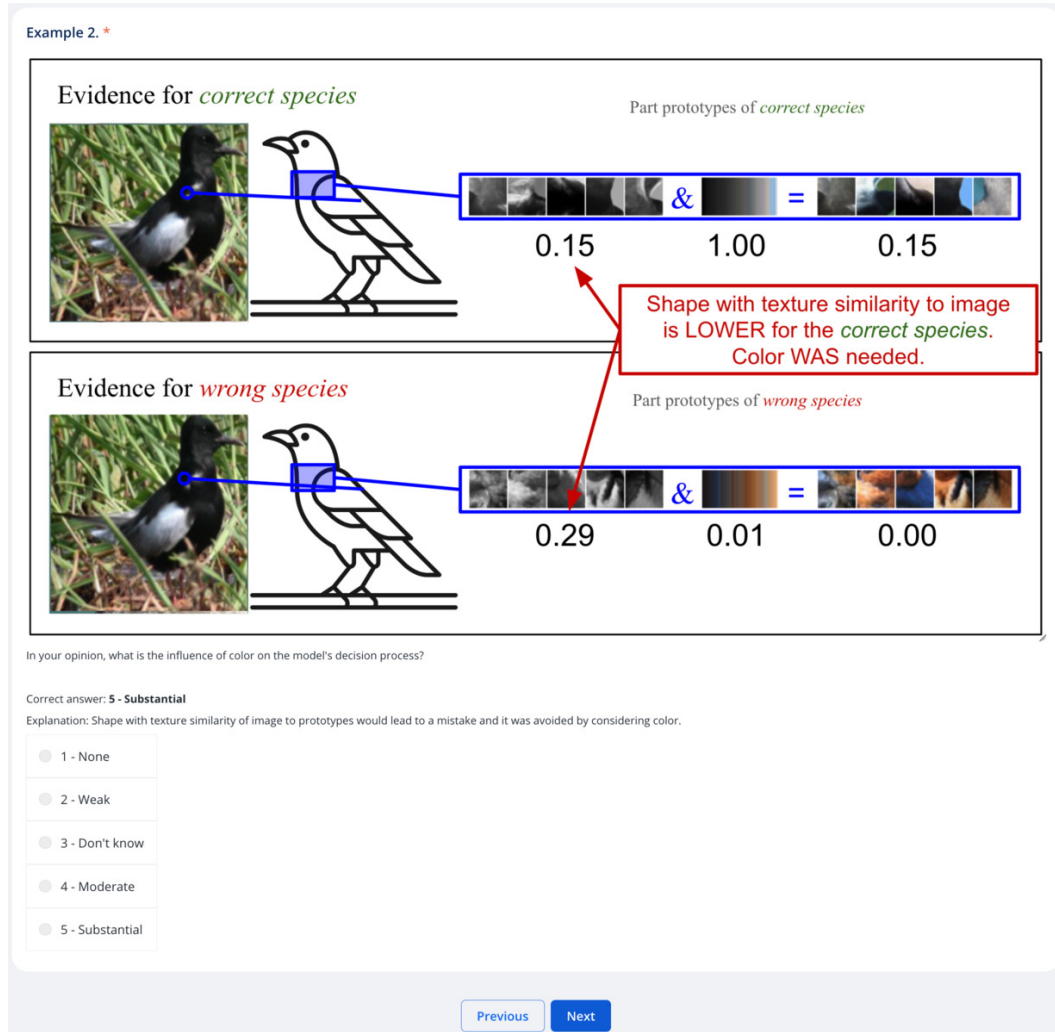 Example 2. *
Evidence for correct species
Part prototypes of correct species
& =
0.15 1.00 0.15
Shape with texture similarity to image
is LOWER for the correct species.
Color WAS needed.
Evidence for wrong species
Part prototypes of wrong species
& =
0.29 0.01 0.00
In your opinion, what is the influence of color on the model's decision process?
Correct answer: 5 - Substantial
Explanation: Shape with texture similarity of image to prototypes would lead to a mistake and it was avoided by considering color.
1 - None
2 - Weak
3 - Don't know
4 - Moderate
5 - Substantial
Previous Next